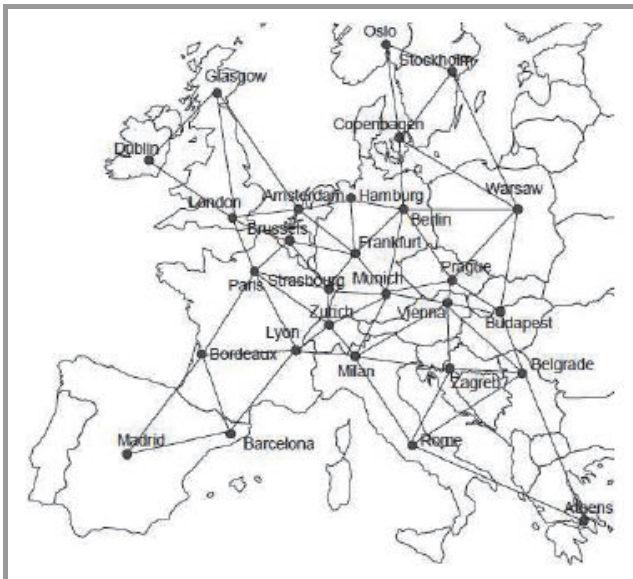 Oslo
Stockholm
Glasgow
Copenhagen
Dublin
London
Amsterdam
Hamburg
Warsaw
Brussels
Berlin
Frankfurt
Paris
Strasbourg
Munich
Prague
Zurich
Vienna
Budapest
Lyon
Bordeaux
Milan
Zagreb
Belgrade
Madrid
Barcelona
Rome
Athens